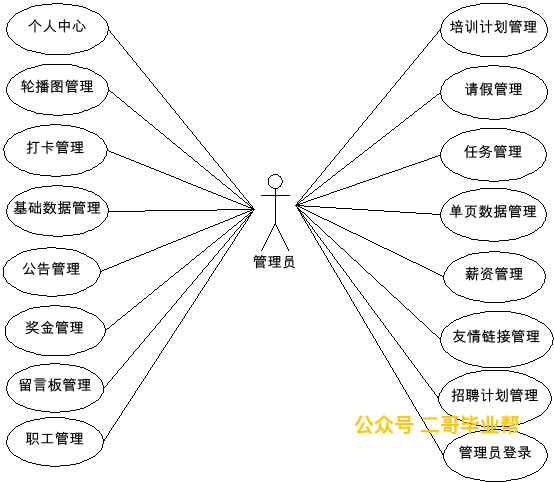 个人中心
轮播图管理
打卡管理
基础数据管理
公告管理
奖金管理
留言板管理
职工管理
管理员
培训计划管理
请假管理
任务管理
单页数据管理
薪资管理
友情链接管理
招聘计划管理
公众号 二哥毕业帮
管理员登录